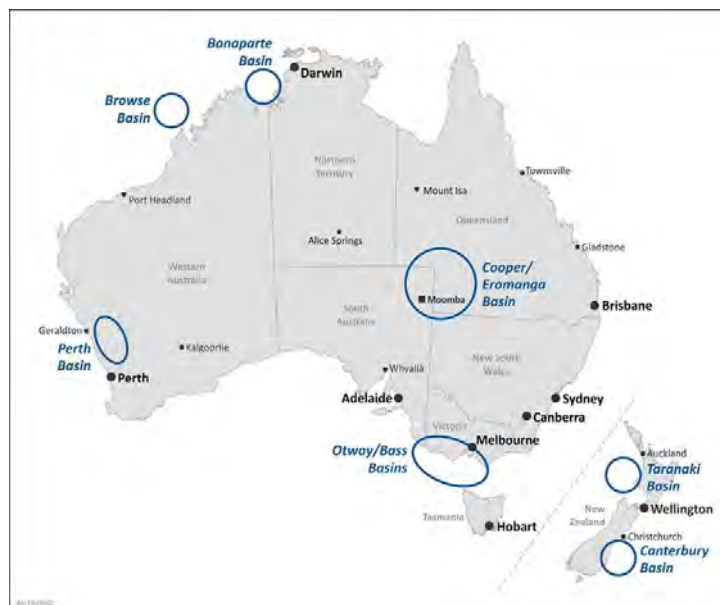 Bonaparte
Basin
Darwin
Browse
Basin
Northern
Territory
Townsville
Mount Isa
Port Headland
Queensland
Alice Springs
Gladstone
Western
Australia
Cooper/
Eromanga
Basin
Moomba
Brisbane
South
Australia
Geraldton
Perth
Basin
Kalgoorlie
New South
Wales
Whyalla
Perth
Adelaide
Sydney
Canberra
Victoria
Melbourne
Otway/Bass
Basins
Auckland
Taranaki
Basin
Wellington
New
Zealand
Tasmania
Hobart
Christchurch
Canterbury
Basin